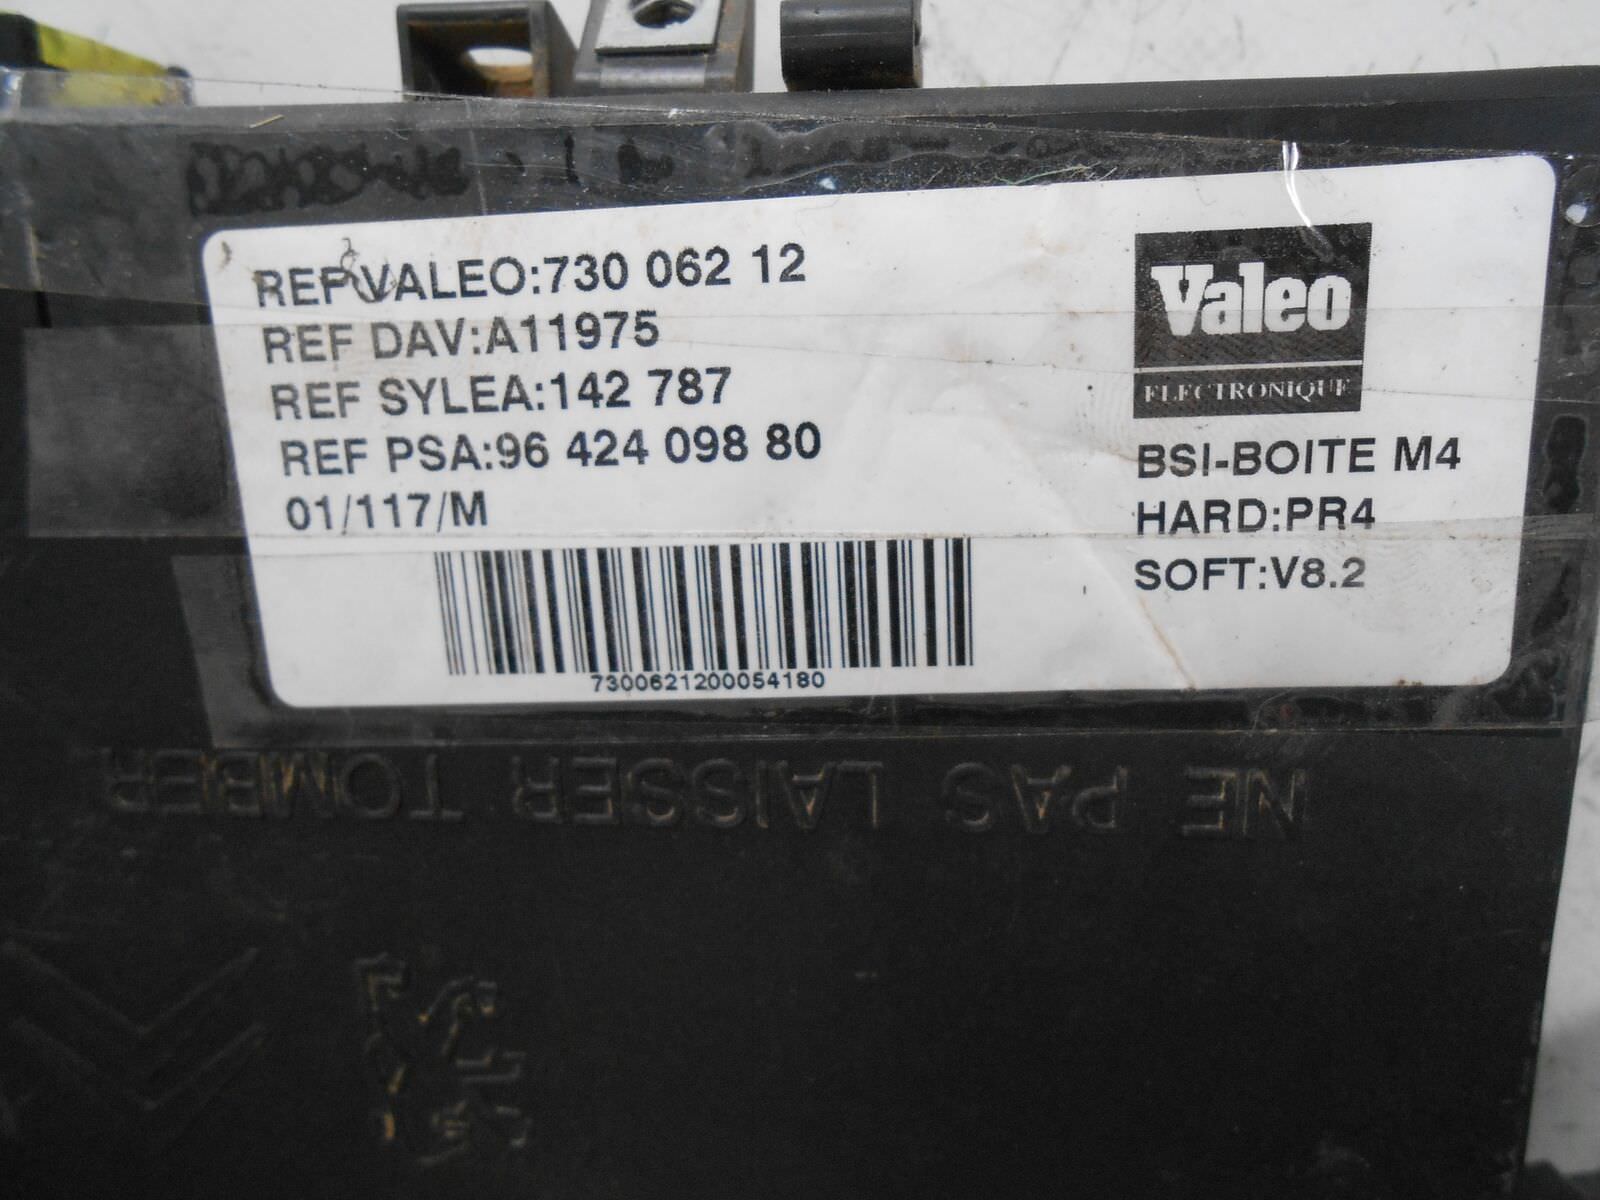 REF VALEO:730 062 12
REF DAV:A11975
REF SYLEA:142 787
REF PSA:96 424 098 80
01/117/M
7300621200054180
Valeo
ELECTRONIQUE
BSI-BOITE M4
HARD:PR4
SOFT:V8.2
NE PAS LAISSER TOMBER